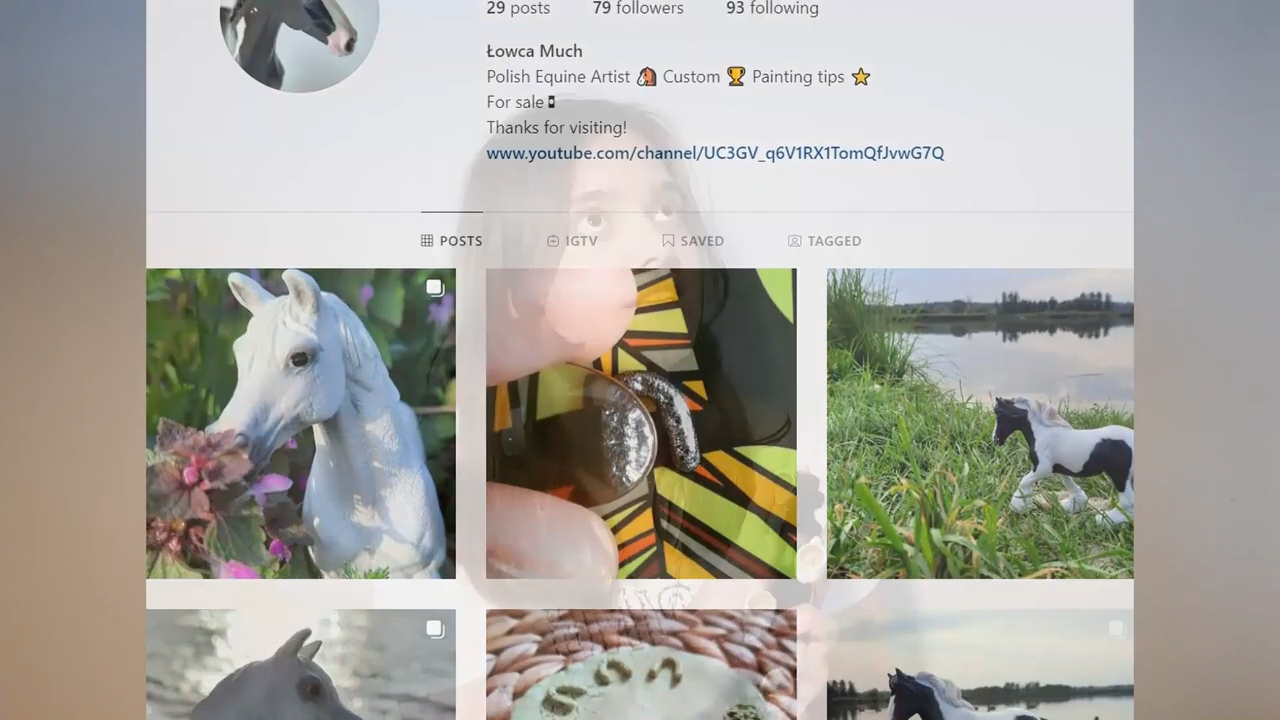 29 posts 79 followers 93 following
Łowca Much
Polish Equine Artist 🐴 Custom 🏆 Painting tips ⭐
For sale
Thanks for visiting!
www.youtube.com/channel/UC3GV_q6V1RX1TomQfJvwG7Q
POSTS IGTV SAVED TAGGED